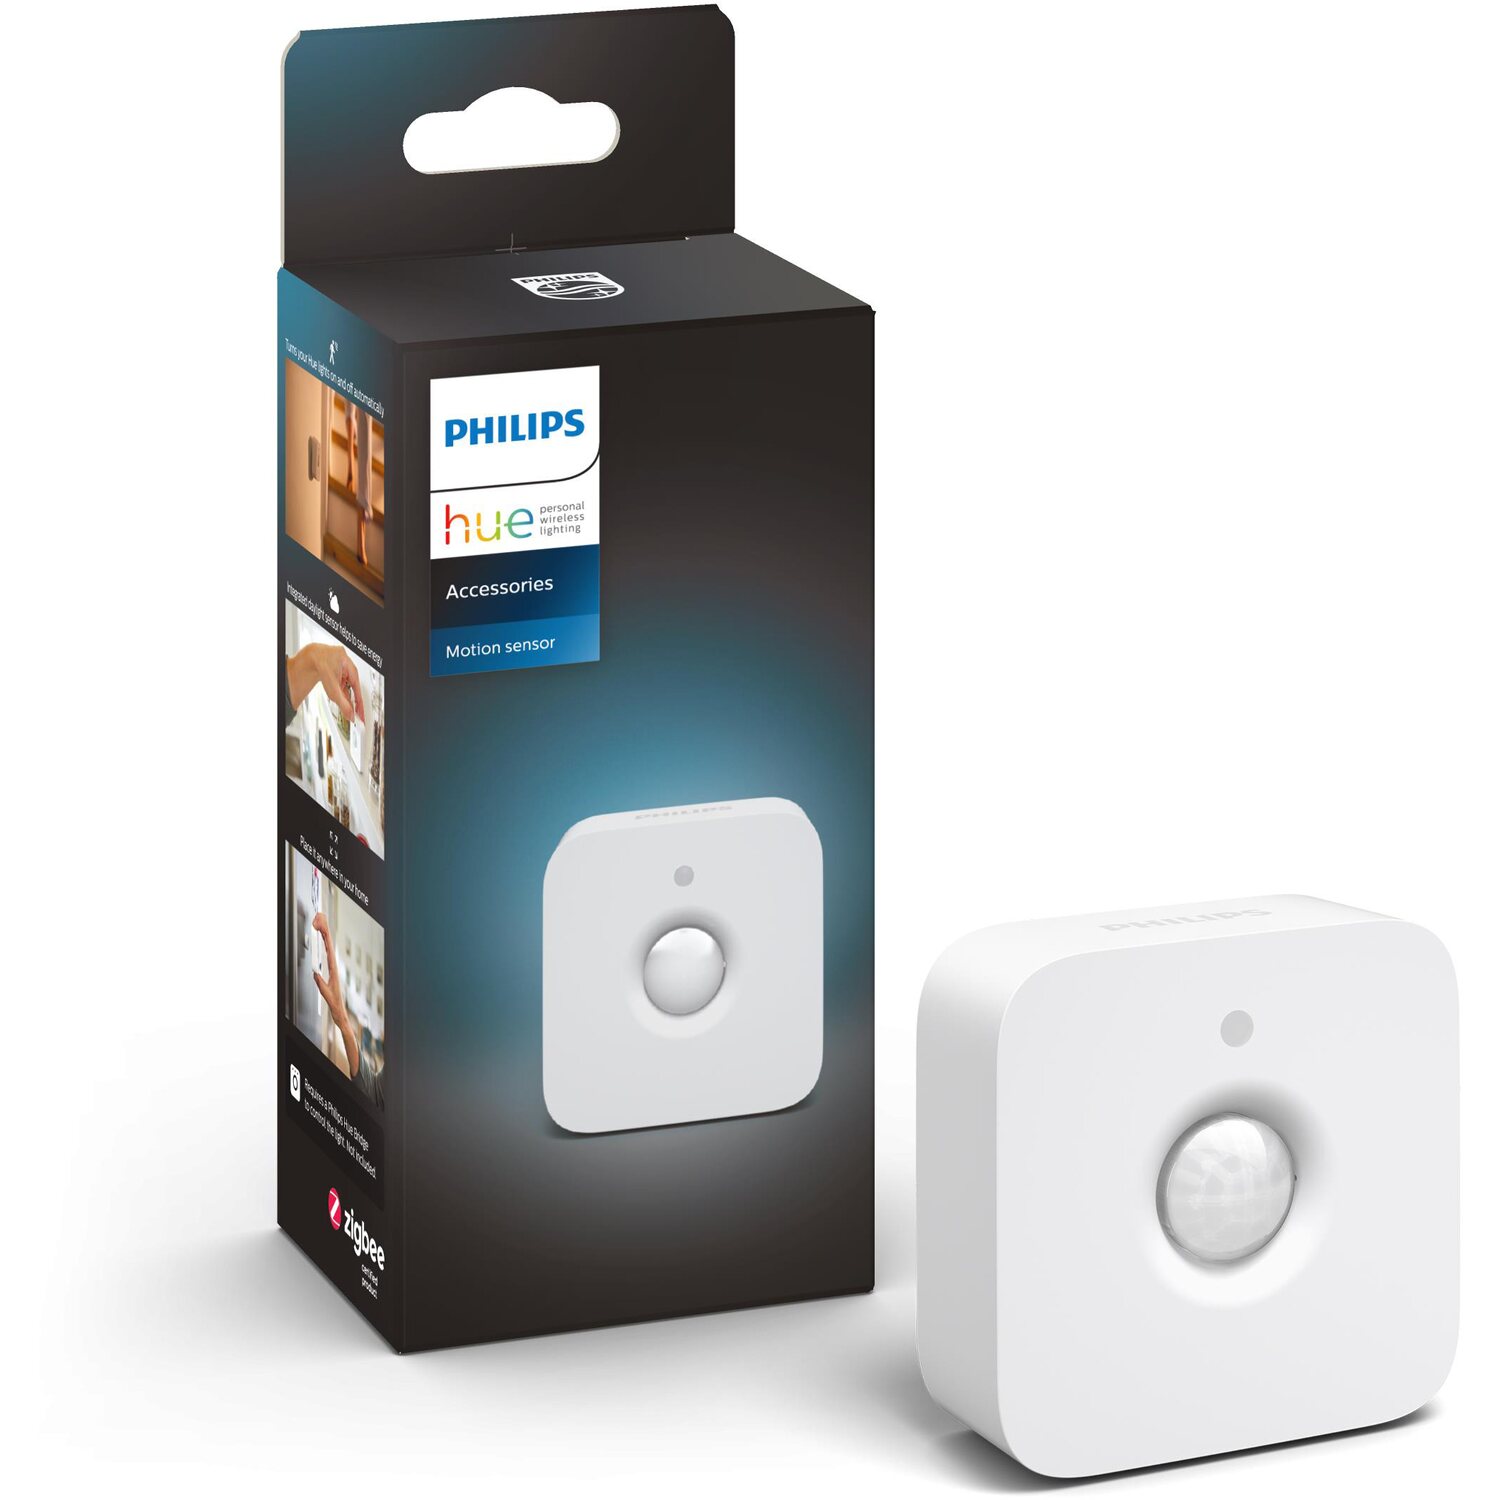 PHILIPS
PHILIPS
hue
personal
wireless
lighting
Accessories
Motion sensor
PHILIPS
Turns your Hue lights on and off automatically
Integrated daylight sensor helps to save energy
Place it anywhere in your home
Requires a Philips Hue Bridge
to control the light. Not included
zigbee
certified
product
PHILIPS